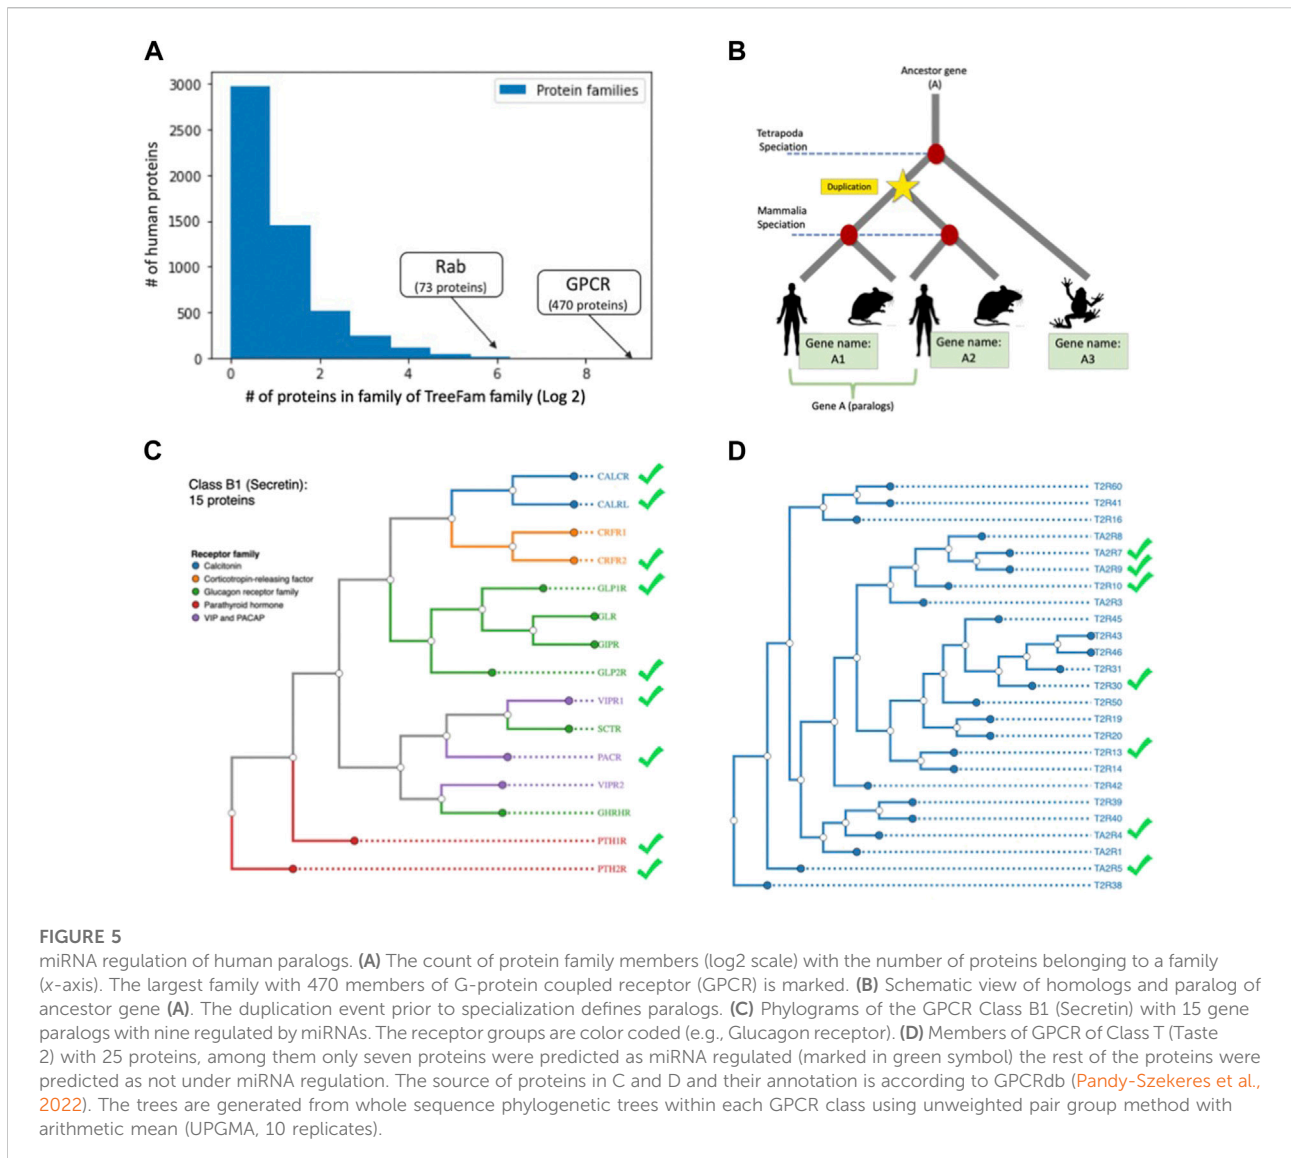 A
3000
2500
2000
1500
1000
500
0
# of human proteins
Protein families
Rab
(73 proteins)
GPCR
(470 proteins)
0 2 4 6 8
# of proteins in family of TreeFam family (Log 2)
B
Ancestor gene
(A)
Tetrapoda
Speciation
Duplication
Mammalia
Speciation
Gene name:
A1
Gene name:
A2
Gene name:
A3
Gene A (paralogs)
C
Class B1 (Secretin):
15 proteins
Receptor family
Calcitonin
Corticotropin-releasing factor
Glucagon receptor family
Parathyroid hormone
VIP and PACAP
CALCR
CALRL
CRFR1
CRFR2
GLP1R
GLR
GIPR
GLP2R
VIPR1
SCTR
PACR
VIPR2
GHRHR
PTH1R
PTH2R
D
T2R60
T2R41
T2R16
TA2R8
TA2R7
TA2R9
T2R10
TA2R3
T2R45
T2R43
T2R46
T2R31
T2R30
T2R50
T2R19
T2R20
T2R13
T2R14
T2R42
T2R39
T2R40
TA2R4
TA2R1
TA2R5
T2R38
FIGURE 5
miRNA regulation of human paralogs. (A) The count of protein family members (log2 scale) with the number of proteins belonging to a family
(x-axis). The largest family with 470 members of G-protein coupled receptor (GPCR) is marked. (B) Schematic view of homologs and paralog of
ancestor gene (A). The duplication event prior to specialization defines paralogs. (C) Phylograms of the GPCR Class B1 (Secretin) with 15 gene
paralogs with nine regulated by miRNAs. The receptor groups are color coded (e.g., Glucagon receptor). (D) Members of GPCR of Class T (Taste
2) with 25 proteins, among them only seven proteins were predicted as miRNA regulated (marked in green symbol) the rest of the proteins were
predicted as not under miRNA regulation. The source of proteins in C and D and their annotation is according to GPCRdb (Pandy-Szekeres et al.,
2022). The trees are generated from whole sequence phylogenetic trees within each GPCR class using unweighted pair group method with
arithmetic mean (UPGMA, 10 replicates).